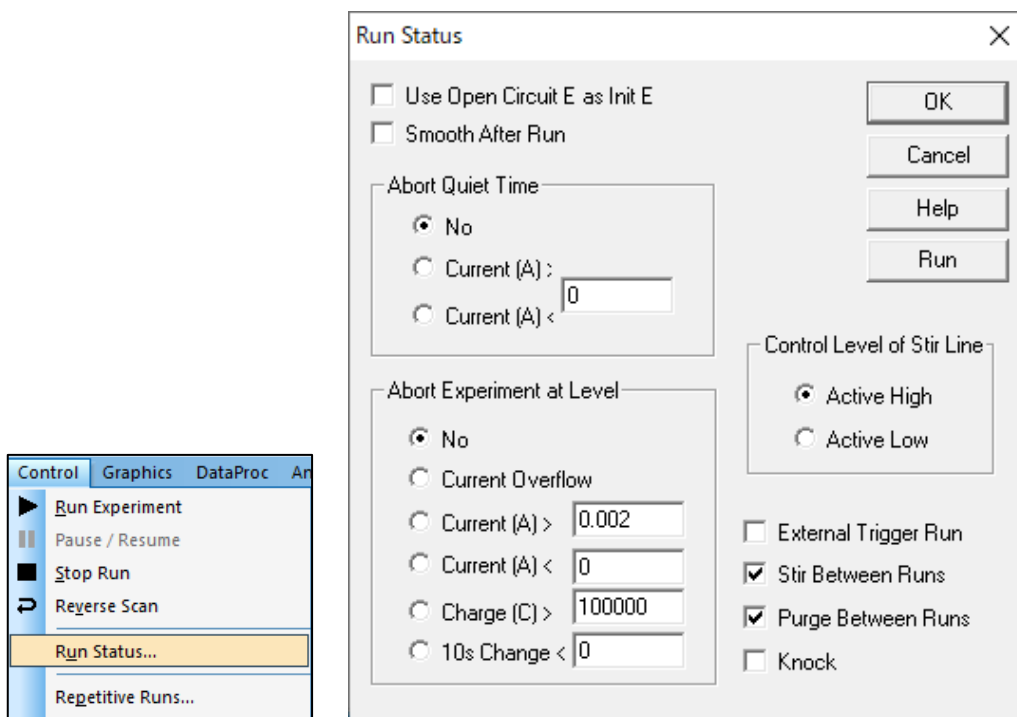 Control Graphics DataProc An
Run Experiment
Pause / Resume
Stop Run
Reverse Scan
Run Status...
Repetitive Runs...
Run Status
Use Open Circuit E as Init E
Smooth After Run
OK
Cancel
Help
Run
Abort Quiet Time
No
Current (A) >
0
Current (A) <
Abort Experiment at Level
No
Current Overflow
Current (A) > 0.002
Current (A) < 0
Charge (C) > 100000
10s Change < 0
Control Level of Stir Line
Active High
Active Low
External Trigger Run
Stir Between Runs
Purge Between Runs
Knock